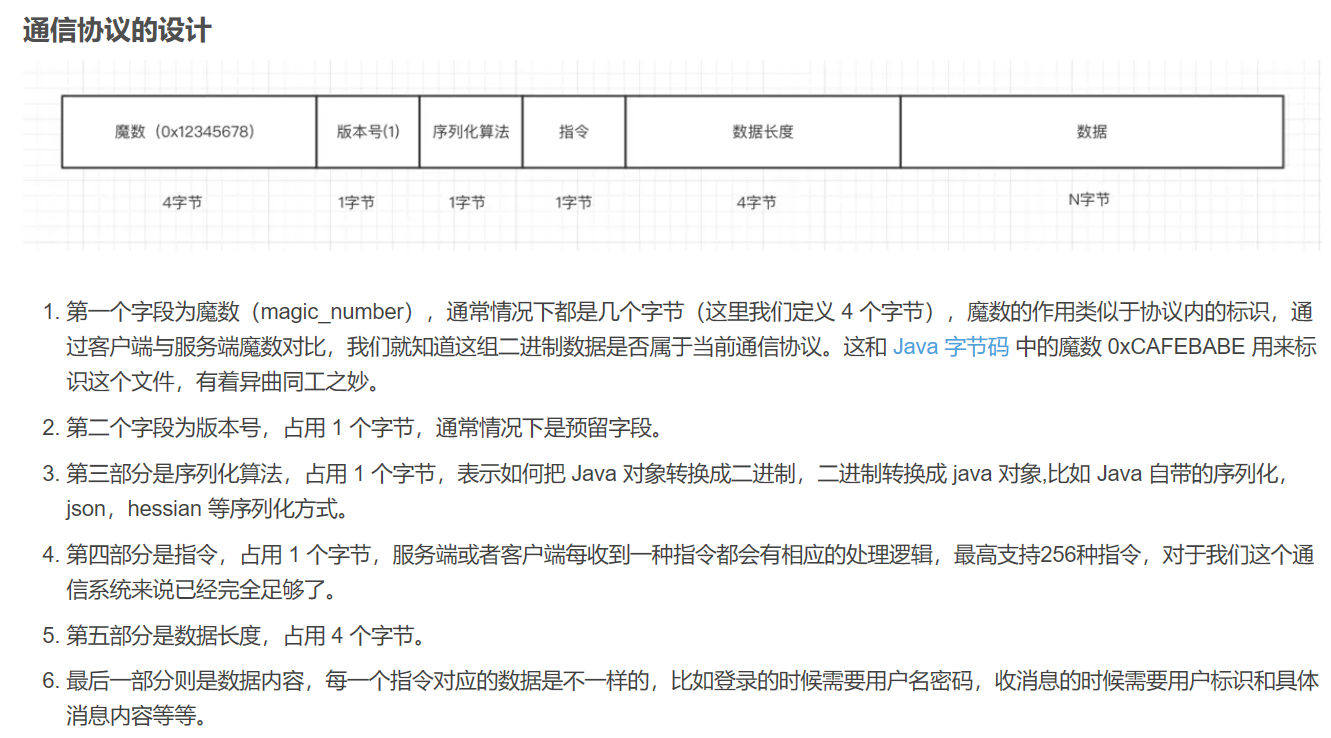 通信协议的设计
魔数（0x12345678） 版本号(1) 序列化算法 指令 数据长度 数据
4字节 1字节 1字节 1字节 4字节 N字节
1. 第一个字段为魔数（magic_number），通常情况下都是几个字节（这里我们定义 4 个字节），魔数的作用类似于协议内的标识，通
过客户端与服务端魔数对比，我们就知道这组二进制数据是否属于当前通信协议。这和 Java 字节码 中的魔数 0xCAFEBABE 用来标
识这个文件，有着异曲同工之妙。
2. 第二个字段为版本号，占用 1 个字节，通常情况下是预留字段。
3. 第三部分是序列化算法，占用 1 个字节，表示如何把 Java 对象转换成二进制，二进制转换成 java 对象,比如 Java 自带的序列化，
json，hessian 等序列化方式。
4. 第四部分是指令，占用 1 个字节，服务端或者客户端每收到一种指令都会有相应的处理逻辑，最高支持256种指令，对于我们这个通
信系统来说已经完全足够了。
5. 第五部分是数据长度，占用 4 个字节。
6. 最后一部分则是数据内容，每一个指令对应的数据是不一样的，比如登录的时候需要用户名密码，收消息的时候需要用户标识和具体
消息内容等等。